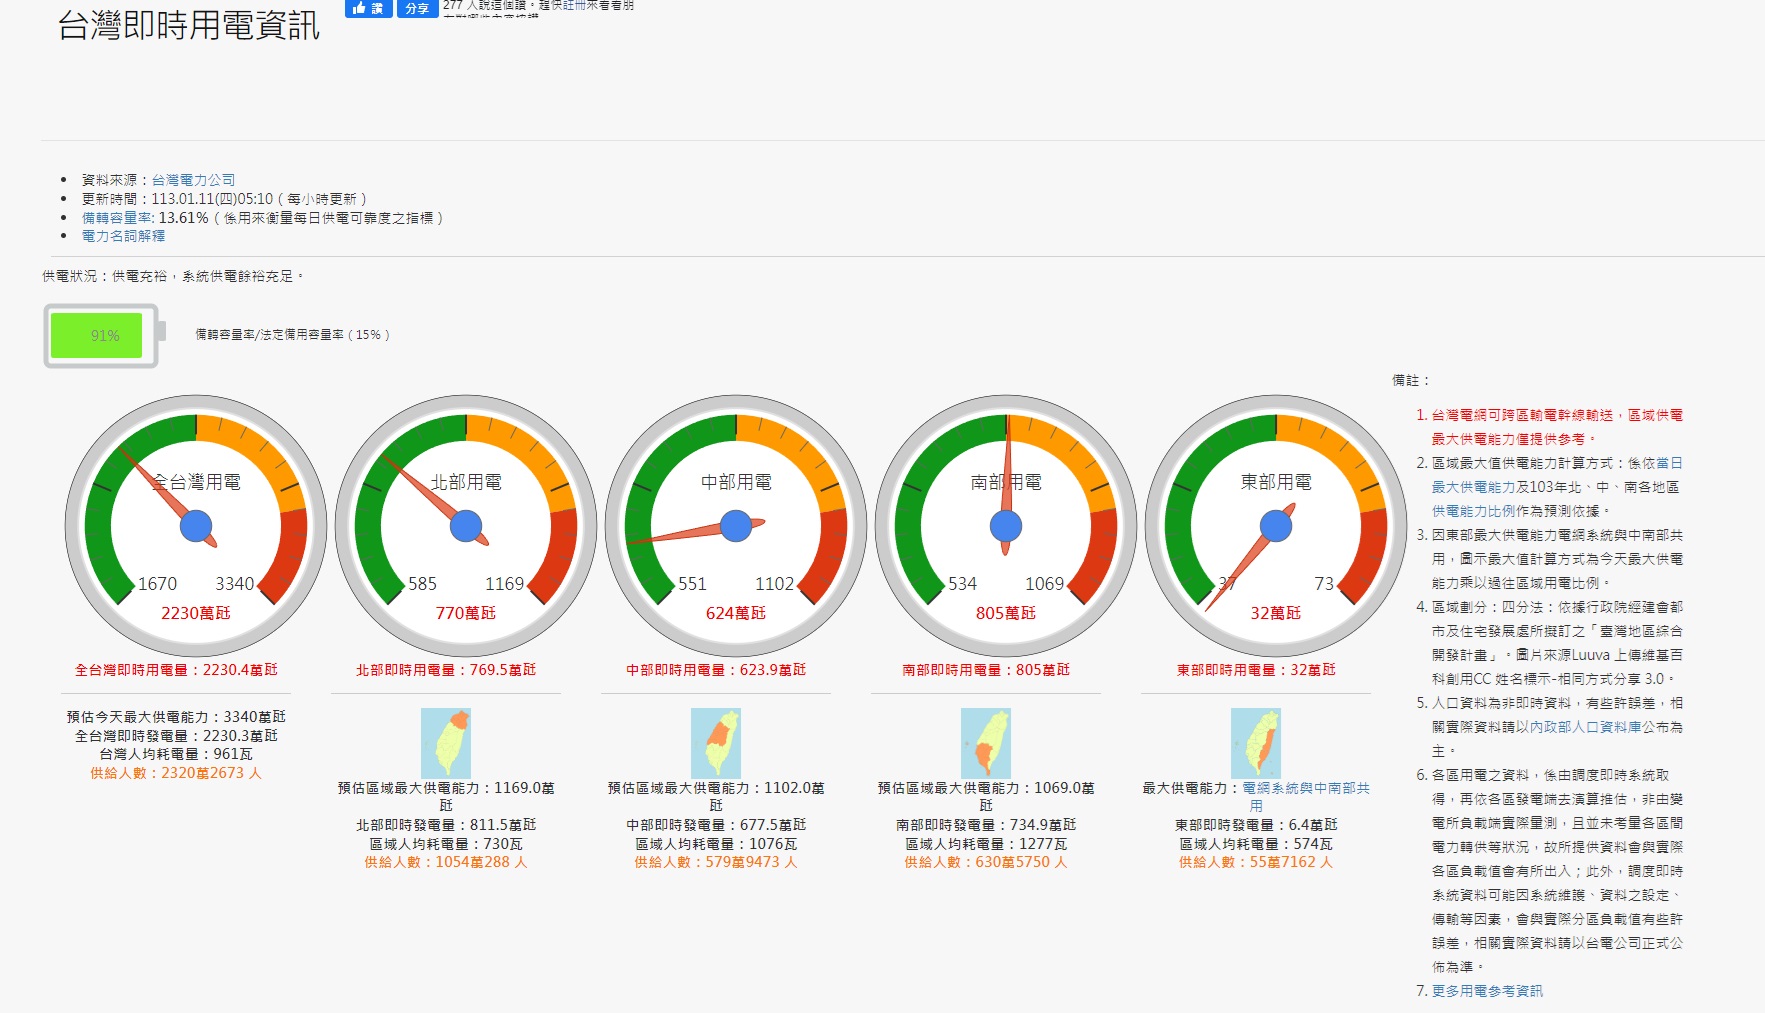 台灣即時用電資訊
讚 分享 277 人說這個讚。趕快註冊來看看朋
資料來源：台灣電力公司
更新時間：113.01.11(四)05:10 ( 每小時更新 )
備轉容量率: 13.61% ( 係用來衡量每日供電可靠度之指標 )
電力名詞解釋
供電狀況：供電充裕，系統供電餘裕充足。
91%
備轉容量率/法定備用容量率 ( 15% )
全台灣用電
1670 3340
2230萬瓩
全台灣即時用電量：2230.4萬瓩
預估今天最大供電能力：3340萬瓩
全台灣即時發電量：2230.3萬瓩
台灣人均耗電量：961瓦
供給人數：2320萬2673 人
北部用電
585 1169
770萬瓩
北部即時用電量：769.5萬瓩
預估區域最大供電能力：1169.0萬
瓩
北部即時發電量：811.5萬瓩
區域人均耗電量：730瓦
供給人數：1054萬288 人
中部用電
551 1102
624萬瓩
中部即時用電量：623.9萬瓩
預估區域最大供電能力：1102.0萬
瓩
中部即時發電量：677.5萬瓩
區域人均耗電量：1076瓦
供給人數：579萬9473 人
南部用電
534 1069
805萬瓩
南部即時用電量：805萬瓩
預估區域最大供電能力：1069.0萬
瓩
南部即時發電量：734.9萬瓩
區域人均耗電量：1277瓦
供給人數：630萬5750 人
東部用電
37 73
32萬瓩
東部即時用電量：32萬瓩
最大供電能力：電網系統與中南部共
用
東部即時發電量：6.4萬瓩
區域人均耗電量：574瓦
供給人數：55萬7162 人
備註：
1. 台灣電網可跨區輸電幹線輸送，區域供電
最大供電能力僅提供參考。
2. 區域最大值供電能力計算方式：係依當日
最大供電能力及103年北、中、南各地區
供電能力比例作為預測依據。
3. 因東部最大供電能力電網系統與中南部共
用，圖示最大值計算方式為今天最大供電
能力乘以過往區域用電比例。
4. 區域劃分：四分法：依據行政院經建會都
市及住宅發展處所擬訂之「臺灣地區綜合
開發計畫」。圖片來源Luuva 上傳維基百
科創用CC 姓名標示-相同方式分享 3.0。
5. 人口資料為非即時資料，有些許誤差，相
關實際資料請以內政部人口資料庫公布為
主。
6. 各區用電之資料，係由調度即時系統取
得，再依各區發電端去演算推估，非由變
電所負載端實際量測，且並未考量各區間
電力轉供等狀況，故所提供資料會與實際
各區負載值會有所出入；此外，調度即時
系統資料可能因系統維護、資料之設定、
傳輸等因素，會與實際分區負載值有些許
誤差，相關實際資料請以台電公司正式公
佈為準。
7. 更多用電參考資訊